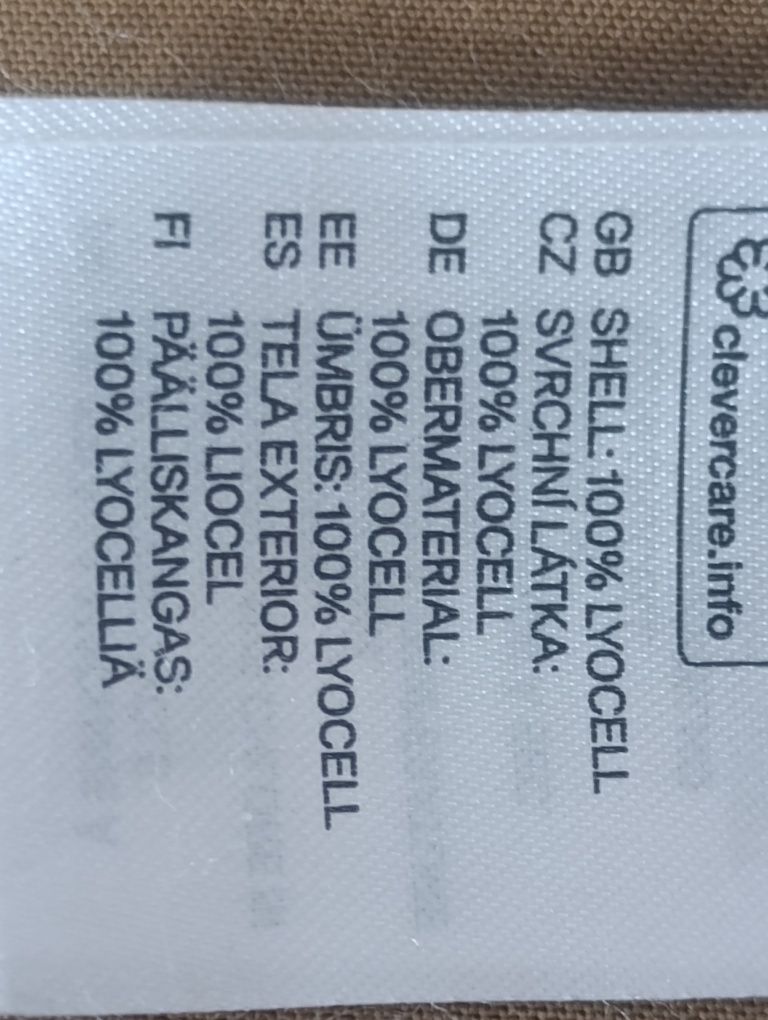 clevercare.info
GB SHELL: 100% LYOCELL
CZ SVRCHNÍ LÁTKA:
100% LYOCELL
DE OBERMATERIAL:
100% LYOCELL
EE ÜMBRIS: 100% LYOCELL
ES TELA EXTERIOR:
100% LIOCEL
FI PÄÄLLISKANGAS:
100% LYOCELLIÄ